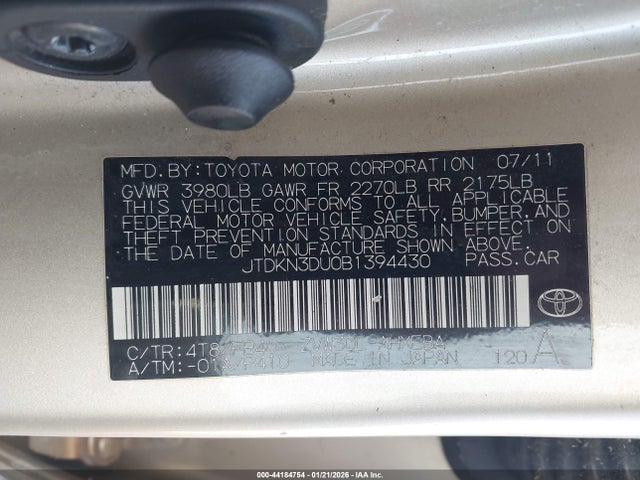 MFD.BY:TOYOTA MOTOR CORPORATION 07/11
GVWR 3980LB GAWR FR 2270LB RR 2175LB
THIS VEHICLE CONFORMS TO ALL APPLICABLE
FEDERAL MOTOR VEHICLE SAFETY,BUMPER,AND
THEFT PREVENTION STANDARDS IN EFFECT ON
THE DATE OF MANUFACTURE SHOWN ABOVE.
JTDKN3DU0B1394430 PASS.CAR
C/TR:
A/TM: MADE IN JAPAN 120 A
000-44184754 - 01/21/2026 - IAA Inc.